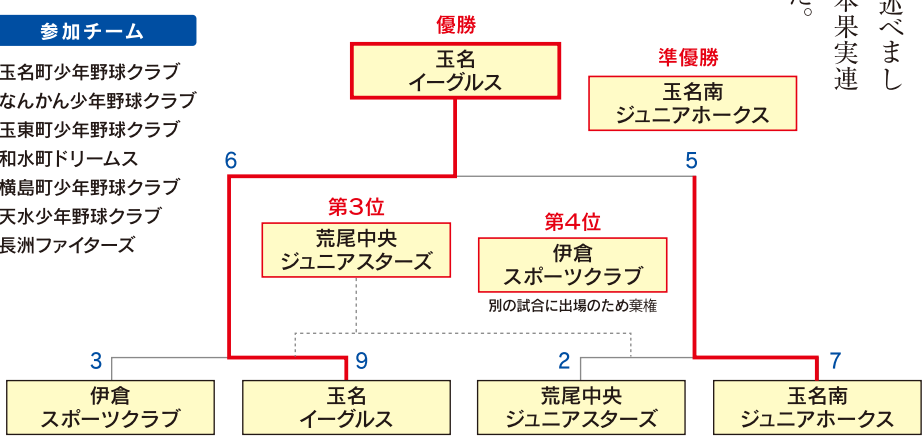 述べまし
本果実連
た。
参加チーム
玉名町少年野球クラブ
なんかん少年野球クラブ
玉東町少年野球クラブ
和水町ドリームス
横島町少年野球クラブ
天水少年野球クラブ
長洲ファイターズ
優勝
玉名
イーグルス
準優勝
玉名南
ジュニアホークス
6
5
第3位
荒尾中央
ジュニアスターズ
第4位
伊倉
スポーツクラブ
別の試合に出場のため棄権
3
9
2
7
伊倉
スポーツクラブ
玉名
イーグルス
荒尾中央
ジュニアスターズ
玉名南
ジュニアホークス